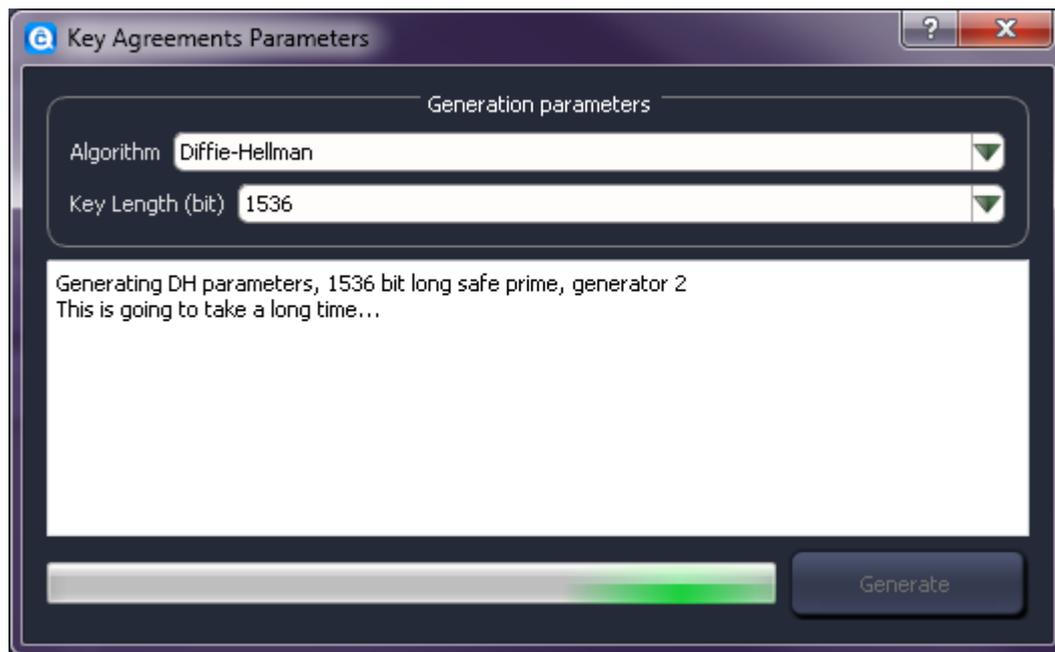 Key Agreements Parameters
Generation parameters
Algorithm Diffie-Hellman
Key Length (bit) 1536
Generating DH parameters, 1536 bit long safe prime, generator 2
This is going to take a long time...
Generate